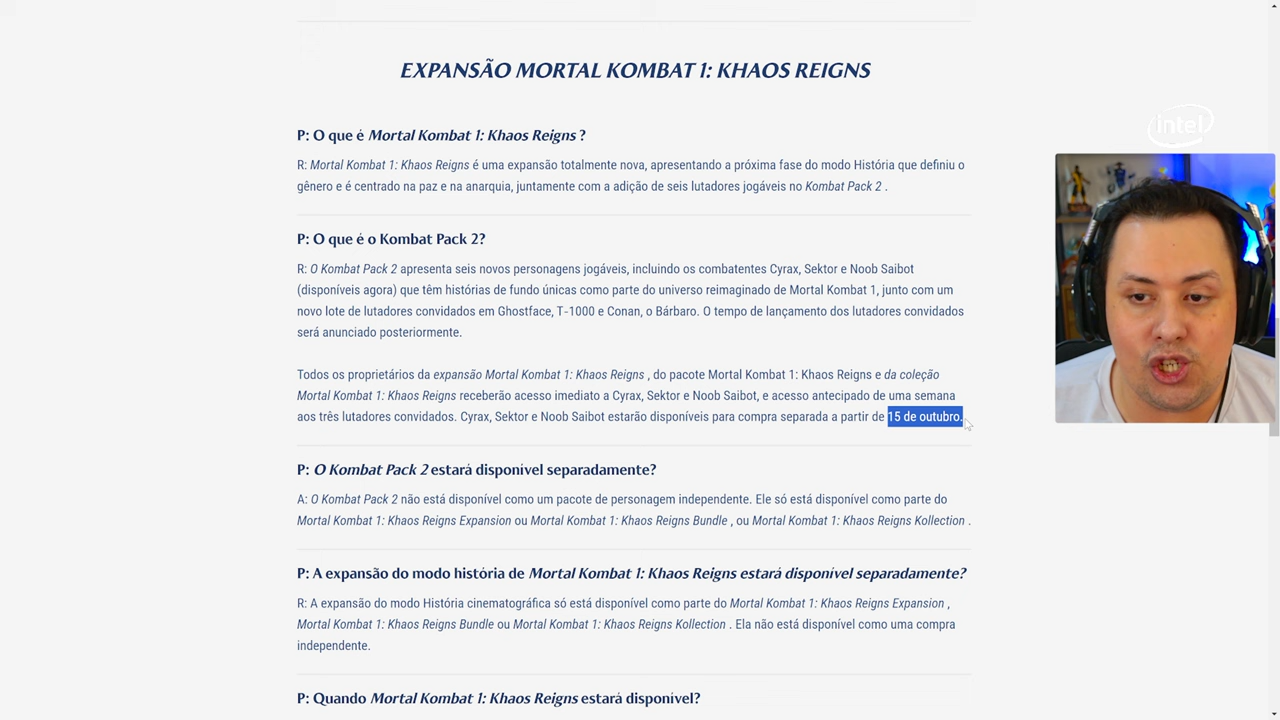 EXPANSÃO MORTAL KOMBAT 1: KHAOS REIGNS
intel
P: O que é Mortal Kombat 1: Khaos Reigns ?
R: Mortal Kombat 1: Khaos Reigns é uma expansão totalmente nova, apresentando a próxima fase do modo História que definiu o
gênero e é centrado na paz e na anarquia, juntamente com a adição de seis lutadores jogáveis no Kombat Pack 2 .
P: O que é o Kombat Pack 2?
R: O Kombat Pack 2 apresenta seis novos personagens jogáveis, incluindo os combatentes Cyrax, Sektor e Noob Saibot
(disponíveis agora) que têm histórias de fundo únicas como parte do universo reimaginado de Mortal Kombat 1, junto com um
novo lote de lutadores convidados em Ghostface, T-1000 e Conan, o Bárbaro. O tempo de lançamento dos lutadores convidados
será anunciado posteriormente.
Todos os proprietários da expansão Mortal Kombat 1: Khaos Reigns , do pacote Mortal Kombat 1: Khaos Reigns e da coleção
Mortal Kombat 1: Khaos Reigns receberão acesso imediato a Cyrax, Sektor e Noob Saibot, e acesso antecipado de uma semana
aos três lutadores convidados. Cyrax, Sektor e Noob Saibot estarão disponíveis para compra separada a partir de 15 de outubro.
P: O Kombat Pack 2 estará disponível separadamente?
A: O Kombat Pack 2 não está disponível como um pacote de personagem independente. Ele só está disponível como parte do
Mortal Kombat 1: Khaos Reigns Expansion ou Mortal Kombat 1: Khaos Reigns Bundle , ou Mortal Kombat 1: Khaos Reigns Kollection .
P: A expansão do modo história de Mortal Kombat 1: Khaos Reigns estará disponível separadamente?
R: A expansão do modo História cinematográfica só está disponível como parte do Mortal Kombat 1: Khaos Reigns Expansion ,
Mortal Kombat 1: Khaos Reigns Bundle ou Mortal Kombat 1: Khaos Reigns Kollection . Ela não está disponível como uma compra
independente.
P: Quando Mortal Kombat 1: Khaos Reigns estará disponível?